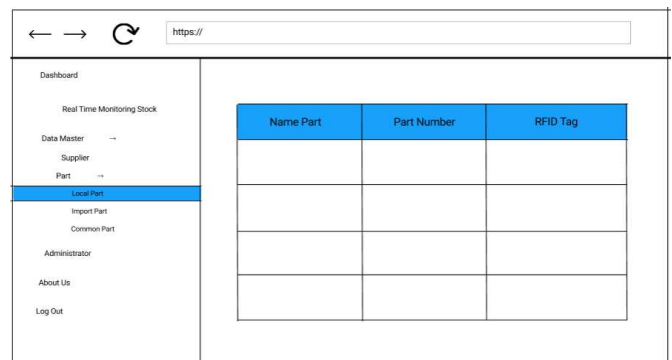 https://
Dashboard
Real Time Monitoring Stock
Data Master →
Supplier
Part →
Local Part
Import Part
Common Part
Administrator
About Us
Log Out
Name Part Part Number RFID Tag